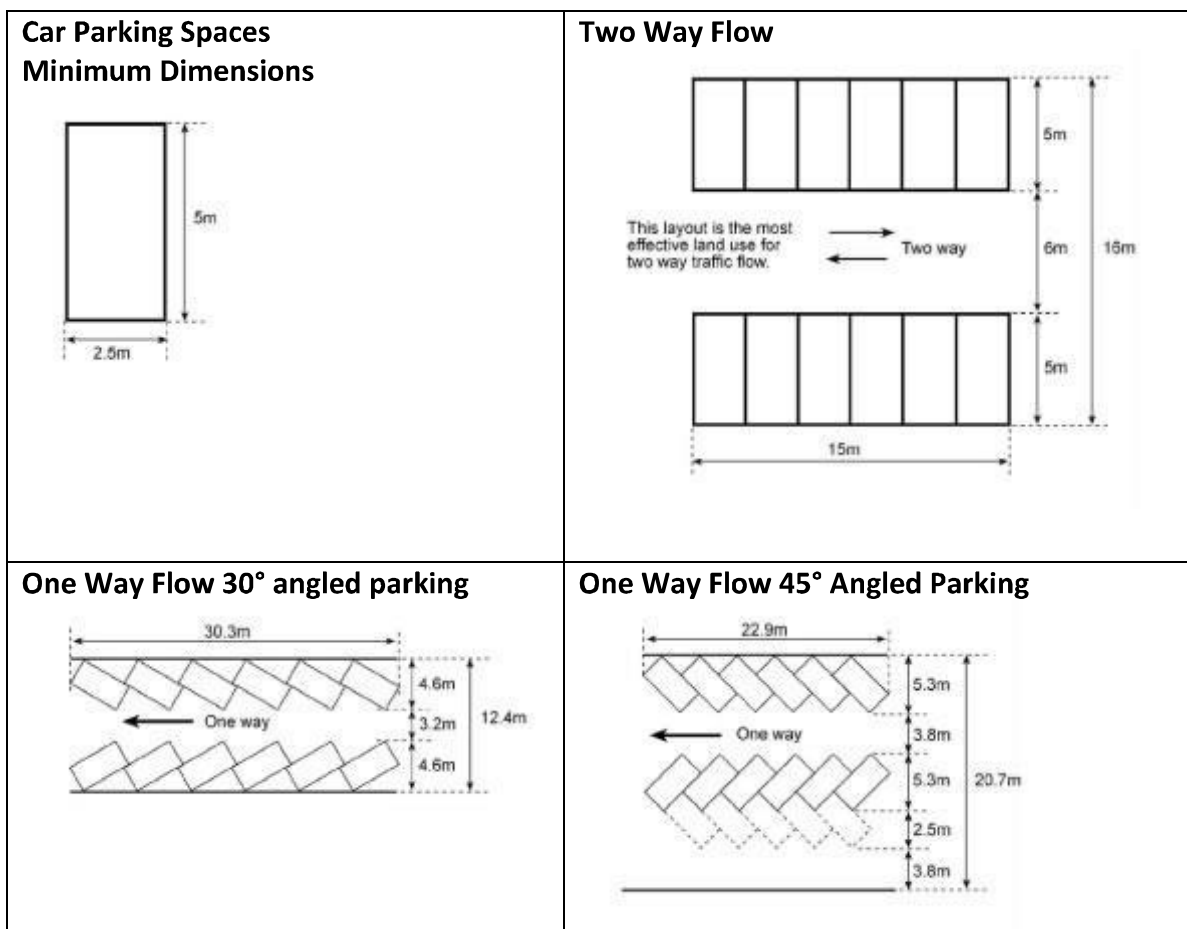 Car Parking Spaces
Minimum Dimensions
5m
2.5m
Two Way Flow
5m
This layout is the most
effective land use for
two way traffic flow.
Two way
6m
16m
5m
15m
One Way Flow 30° angled parking
30.3m
4.6m
One way
3.2m
12.4m
4.6m
One Way Flow 45° Angled Parking
22.9m
5.3m
One way
3.8m
5.3m
20.7m
2.5m
3.8m